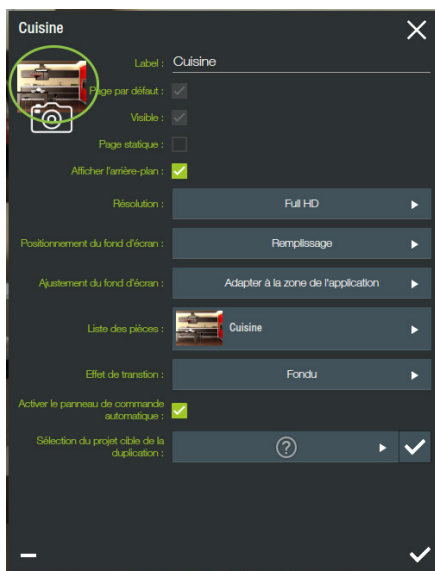 Cuisine
Label :
Cuisine
Page par défaut :
Visible :
Page statique :
Afficher l'arrière-plan :
Résolution :
Full HD
Positionnement du fond d'écran :
Remplissage
Ajustement du fond d'écran :
Adapter à la zone de l'application
Liste des pièces :
Cuisine
Effet de transtion :
Fondu
Activer le panneau de commande
automatique :
Sélection du projet cible de la
duplication :
?